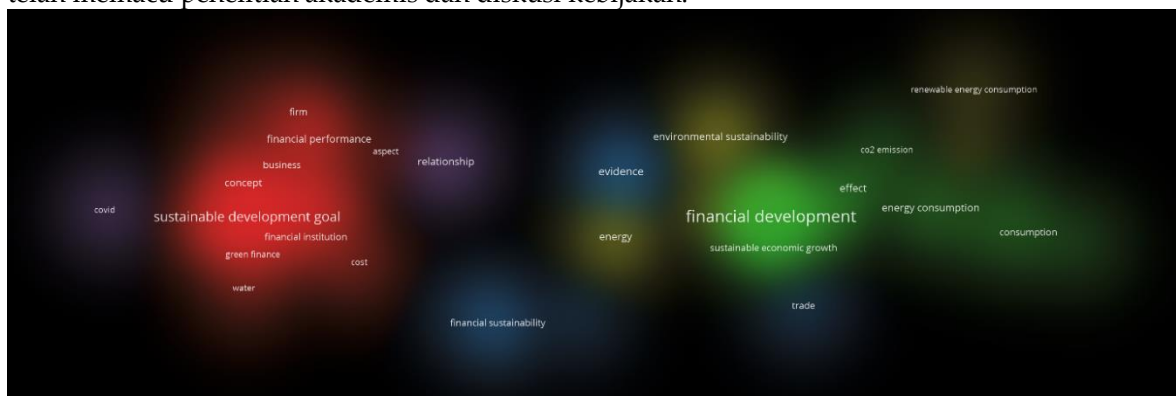 telah memacu penelitian akademis dan diskusi kebijakan.
renewable energy consumption
firm
financial performance
environmental sustainability
aspect
co2 emission
business
relationship
evidence
concept
effect
covid
sustainable development goal
financial development
energy consumption
financial institution
energy
consumption
green finance
sustainable economic growth
cost
water
trade
financial sustainability